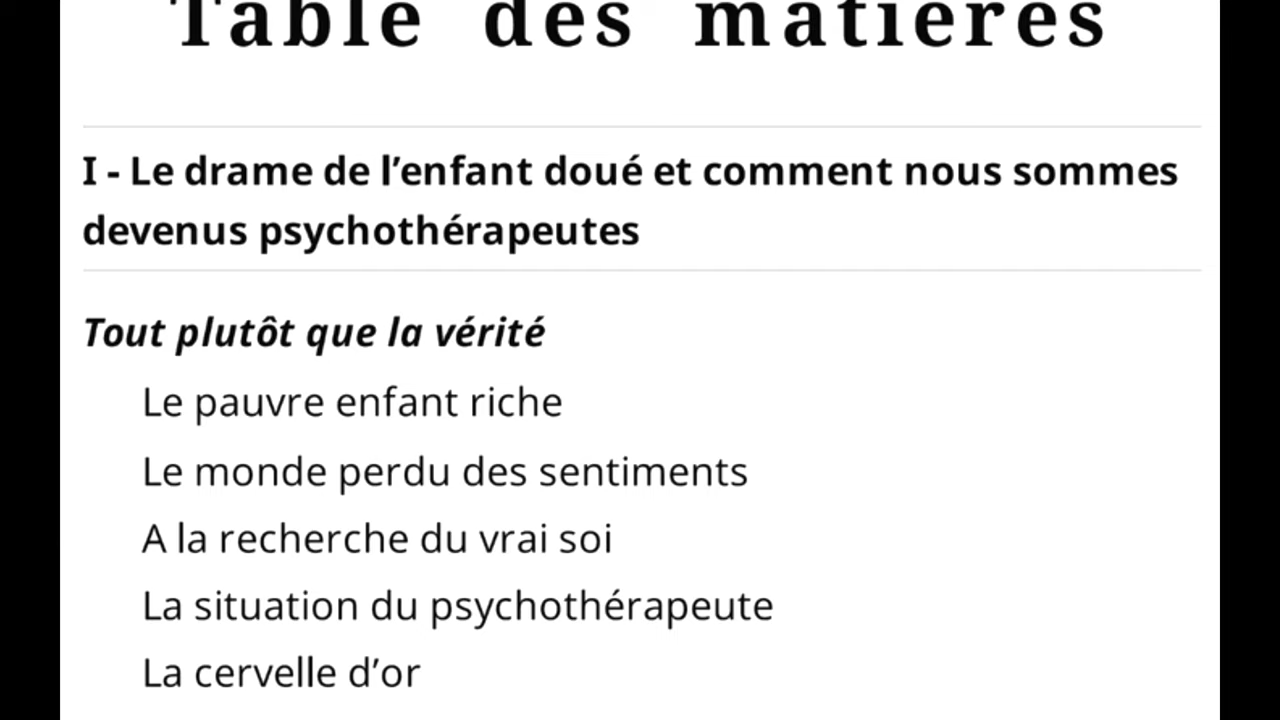 Table des matières
I - Le drame de l’enfant doué et comment nous sommes
devenus psychothérapeutes
Tout plutôt que la vérité
Le pauvre enfant riche
Le monde perdu des sentiments
A la recherche du vrai soi
La situation du psychothérapeute
La cervelle d’or